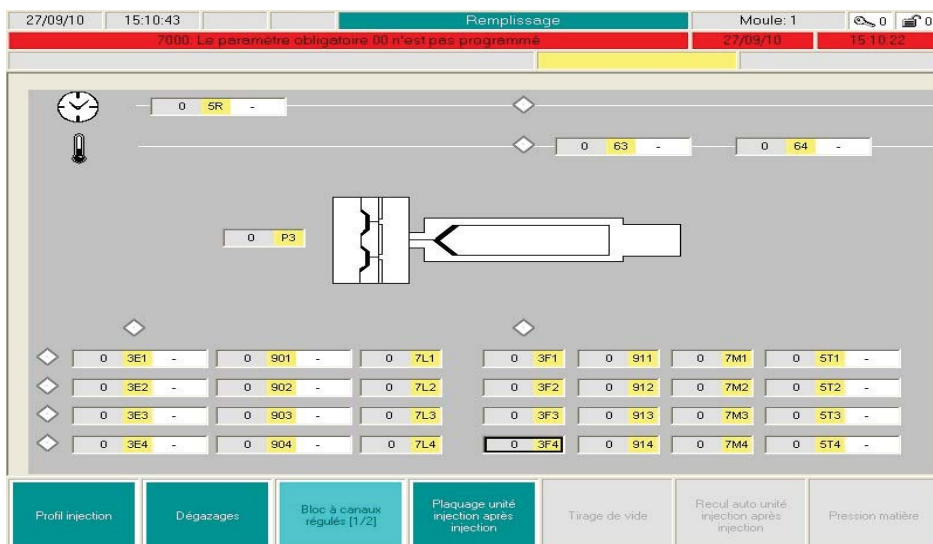 27/09/10 15:10:43 Remplissage Moule: 1 0 0
7000: Le paramètre obligatoire 00 n'est pas programmé 27/09/10 15:10:22
0 5R -
0 63 - 0 64 -
0 P3
0 3E1 - 0 901 - 0 7L1 0 3F1 0 911 0 7M1 0 5T1 -
0 3E2 - 0 902 - 0 7L2 0 3F2 0 912 0 7M2 0 5T2 -
0 3E3 - 0 903 - 0 7L3 0 3F3 0 913 0 7M3 0 5T3 -
0 3E4 - 0 904 - 0 7L4 0 3F4 0 914 0 7M4 0 5T4 -
Profil injection
Dégazages
Bloc à canaux
régulés [1/2]
Plaquage unité
injection après
injection
Tirage de vide
Recul auto unité
injection après
injection
Pression matière